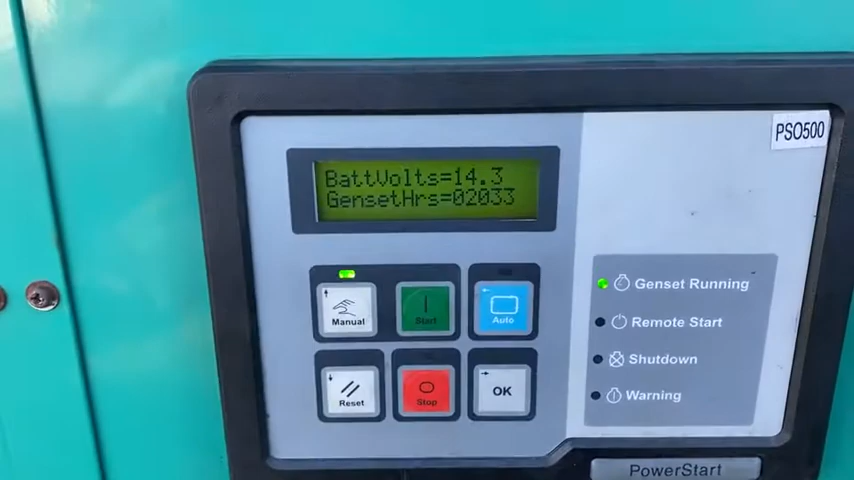 PSO500
BattVolts=14.3
GensetHrs=02033
Manual
Start
Auto
Reset
Stop
OK
Genset Running
Remote Start
Shutdown
Warning
PowerStart